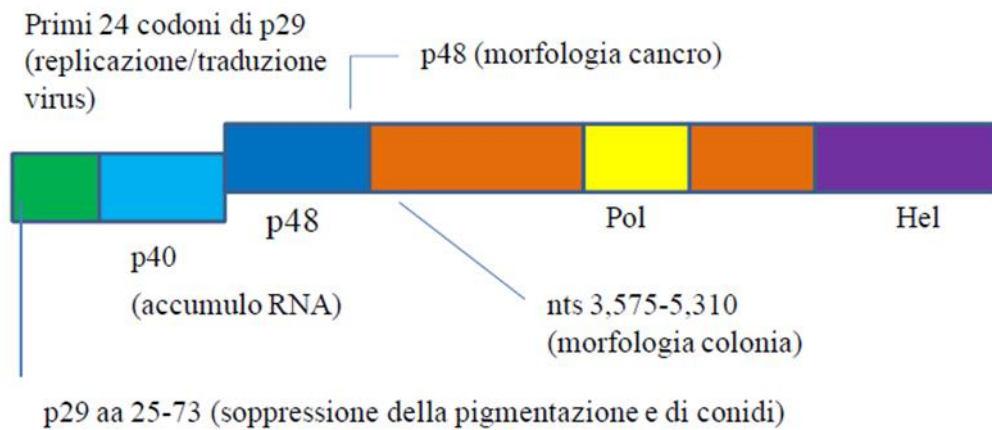 Primi 24 codoni di p29
(replicazione/traduzione
virus)
p48 (morfologia cancro)
p48
Pol
Hel
p40
(accumulo RNA)
nts 3,575-5,310
(morfologia colonia)
p29 aa 25-73 (soppressione della pigmentazione e di conidi)